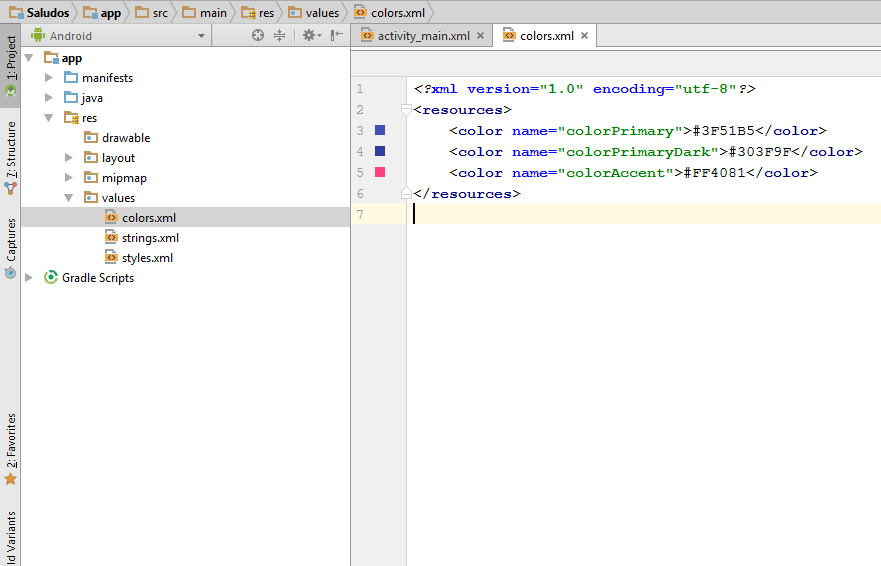 Saludos app src main res values colors.xml
Android
activity_main.xml colors.xml
1: Project
7: Structure
Captures
2: Favorites
ld Variants
app
manifests
java
res
drawable
layout
mipmap
values
colors.xml
strings.xml
styles.xml
Gradle Scripts
1 <?xml version="1.0" encoding="utf-8"?>
2 <resources>
3 <color name="colorPrimary">#3F51B5</color>
4 <color name="colorPrimaryDark">#303F9F</color>
5 <color name="colorAccent">#FF4081</color>
6 </resources>
7